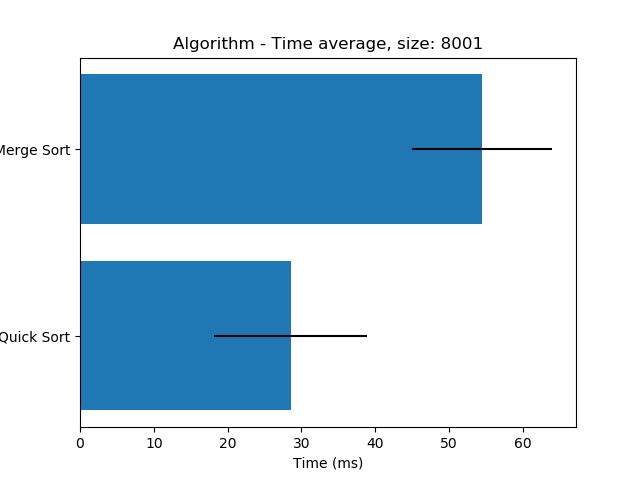 Algorithm - Time average, size: 8001
Merge Sort
Quick Sort
0 10 20 30 40 50 60
Time (ms)